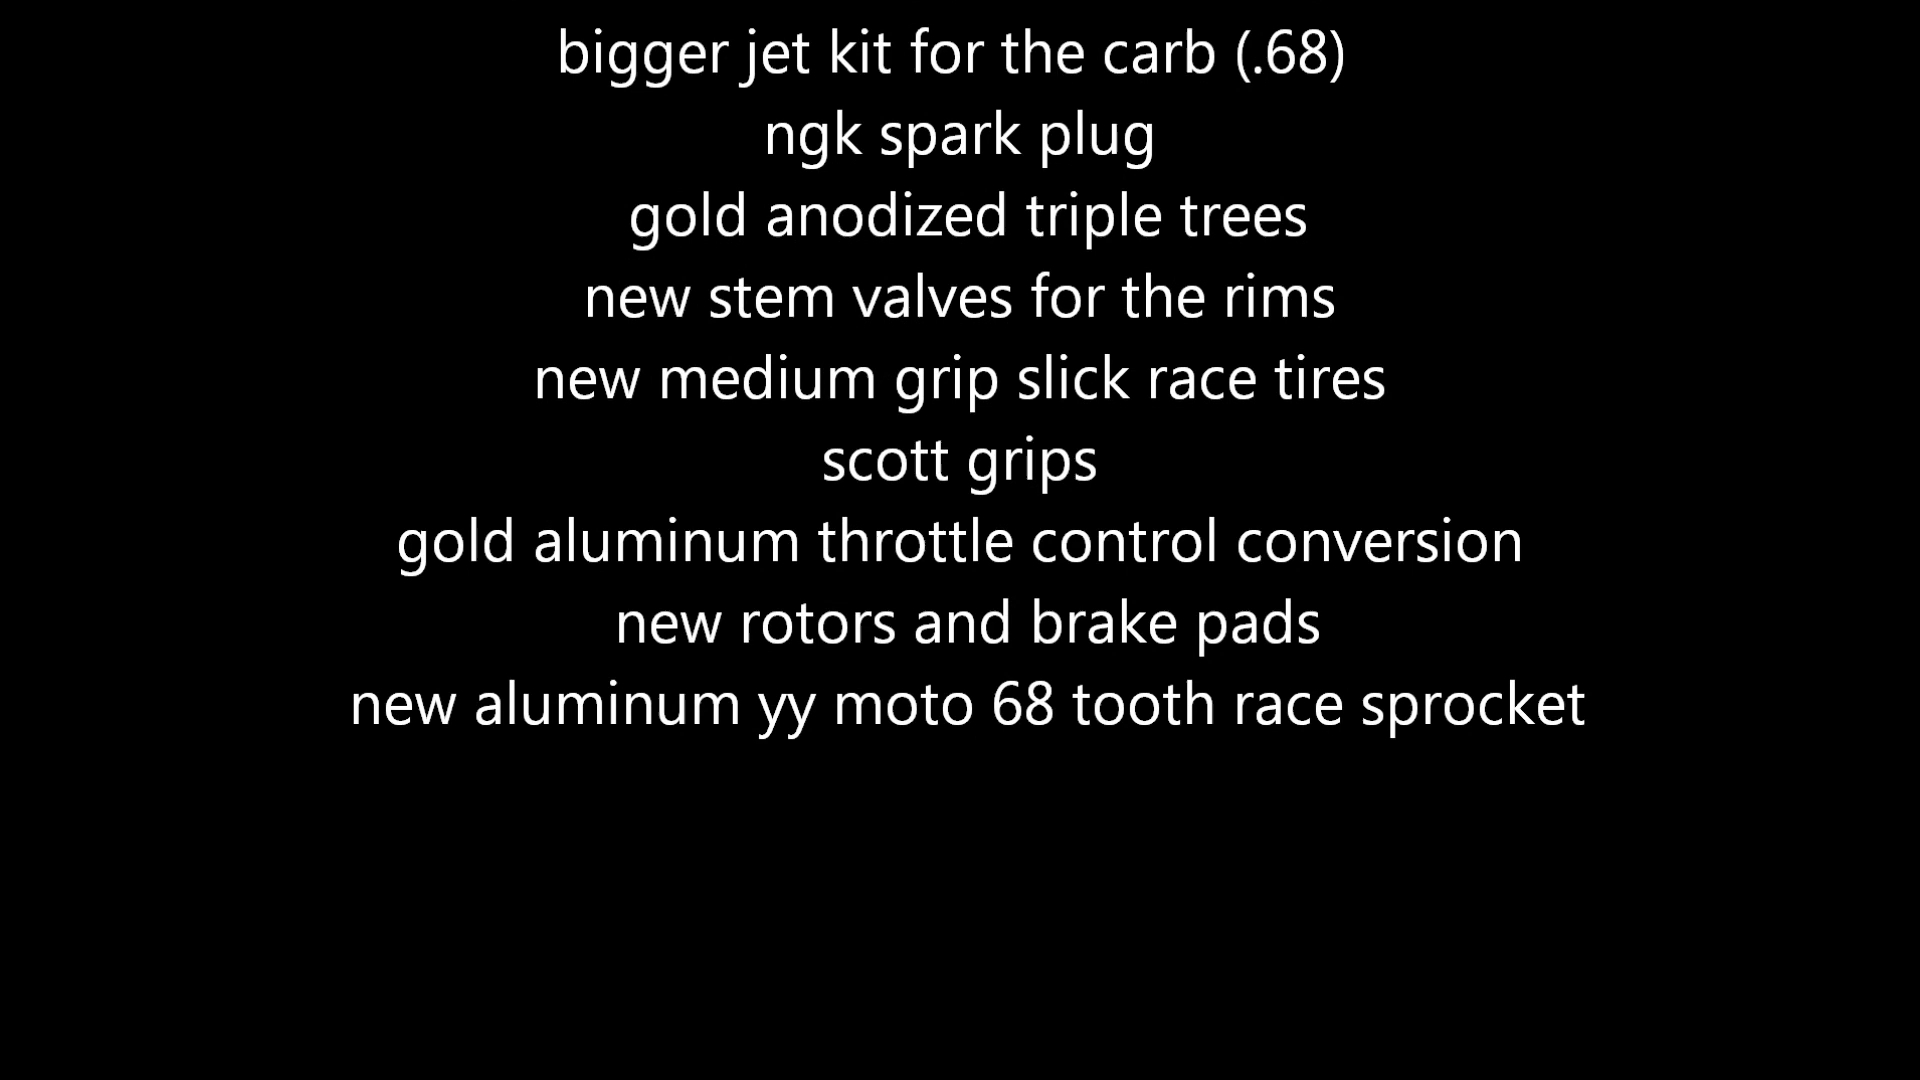 bigger jet kit for the carb (.68)
ngk spark plug
gold anodized triple trees
new stem valves for the rims
new medium grip slick race tires
scott grips
gold aluminum throttle control conversion
new rotors and brake pads
new aluminum yy moto 68 tooth race sprocket